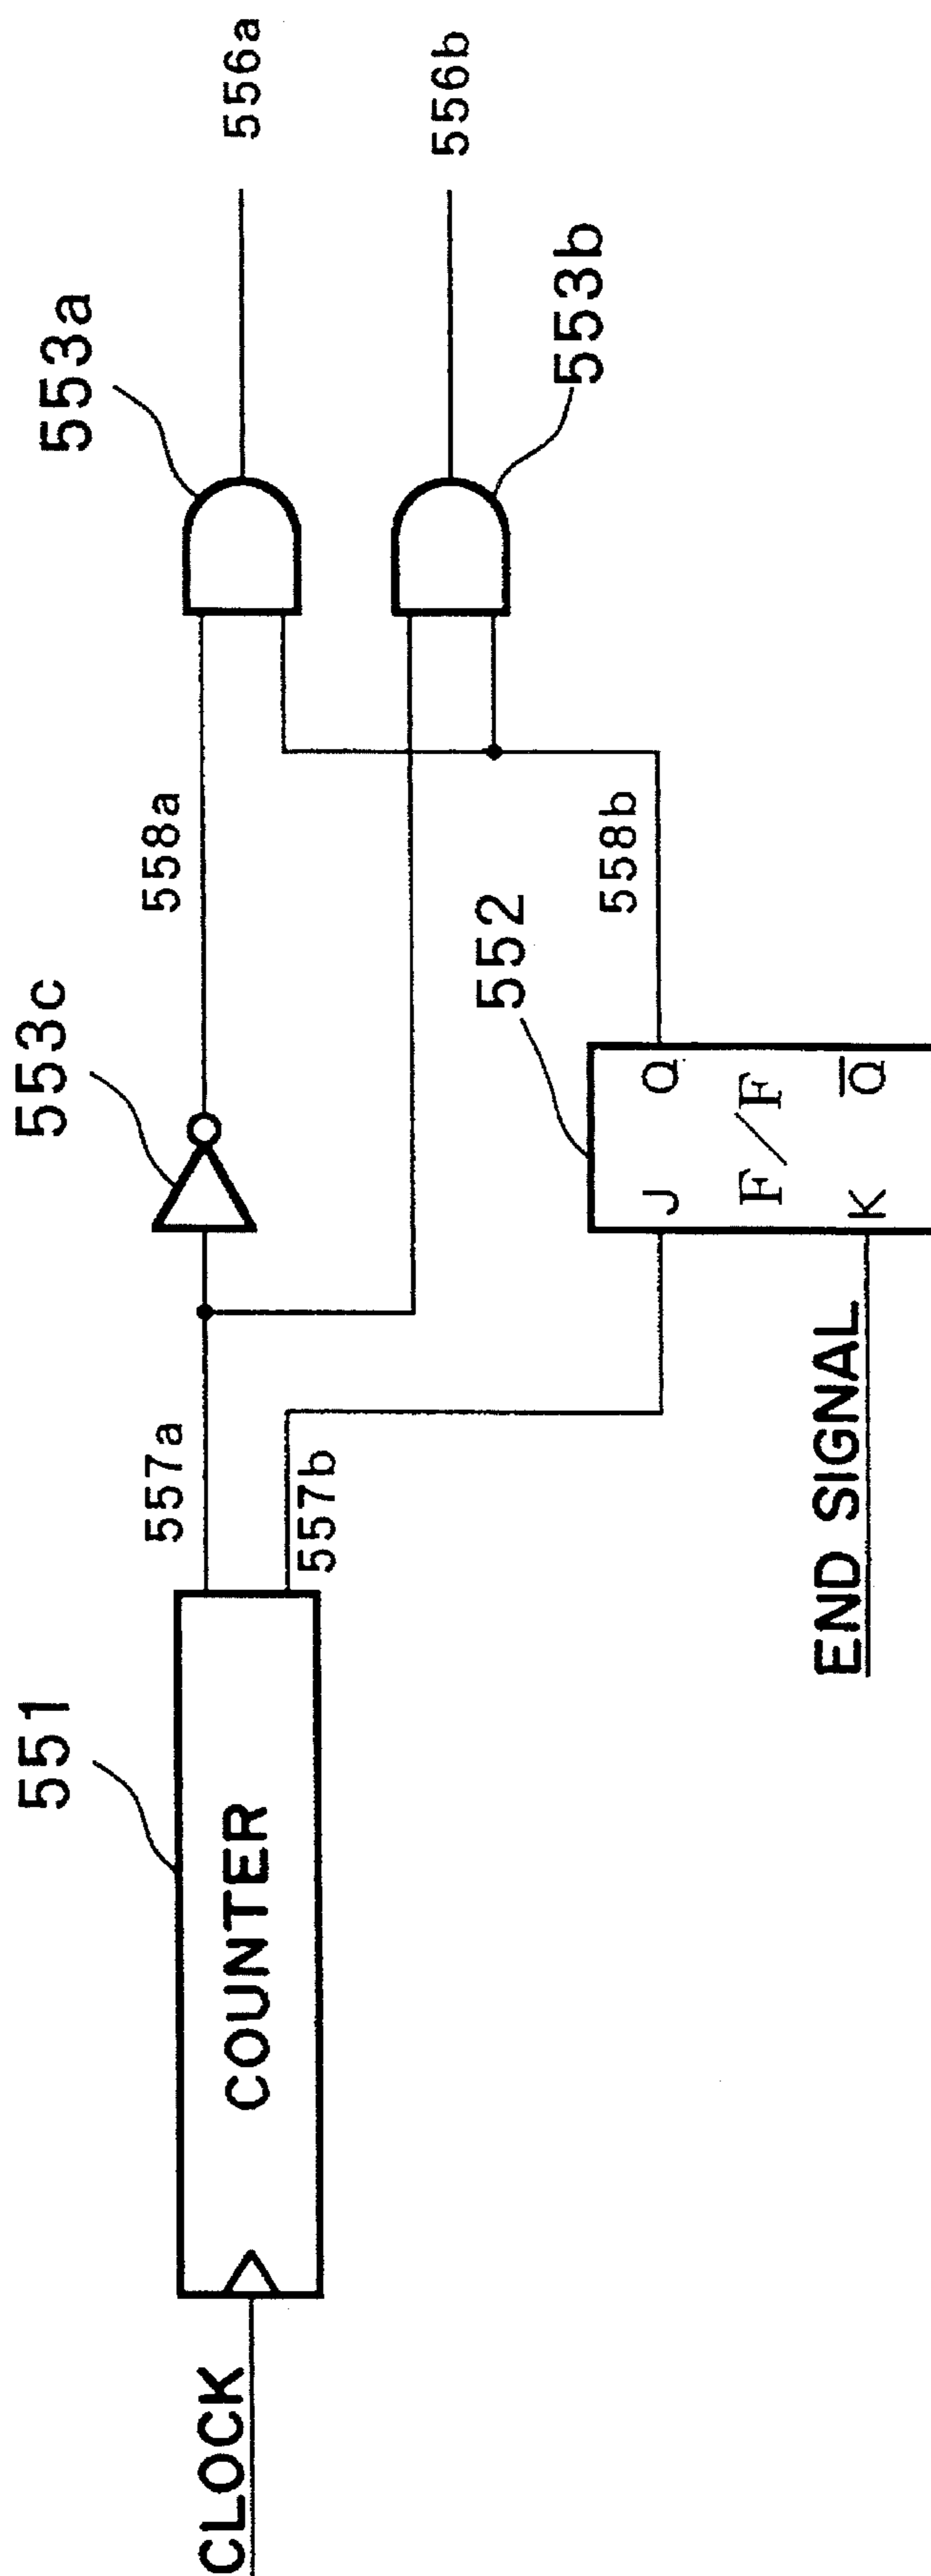 CLOCK
551
COUNTER
557a
557b
553c
558a
553a
556a
553b
556b
552
558b
J
Q
F/F
K
Q̅
END SIGNAL